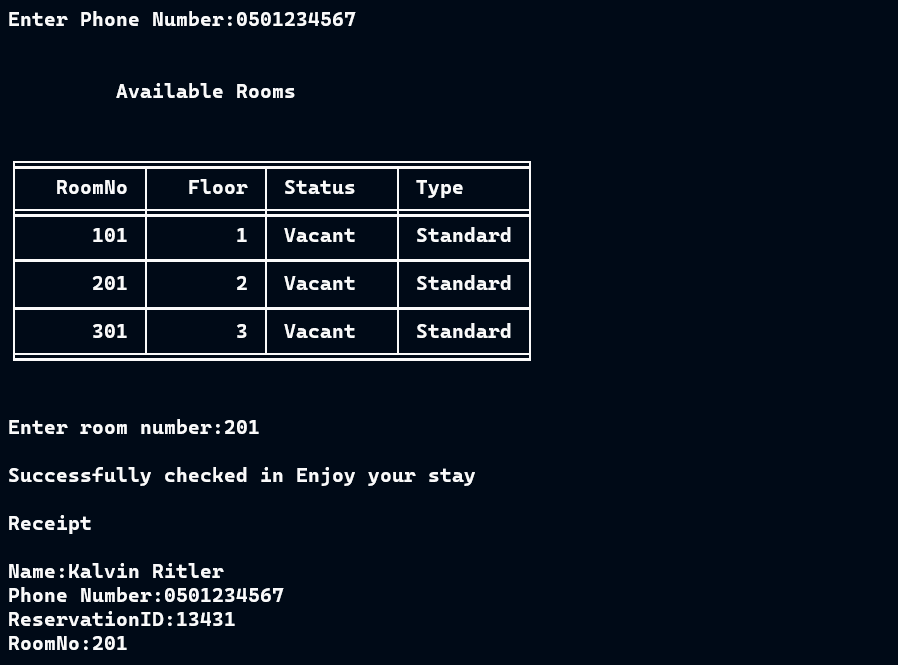 Enter Phone Number:0501234567
Available Rooms
RoomNo Floor Status Type
101 1 Vacant Standard
201 2 Vacant Standard
301 3 Vacant Standard
Enter room number:201
Successfully checked in Enjoy your stay
Receipt
Name:Kalvin Ritler
Phone Number:0501234567
ReservationID:13431
RoomNo:201